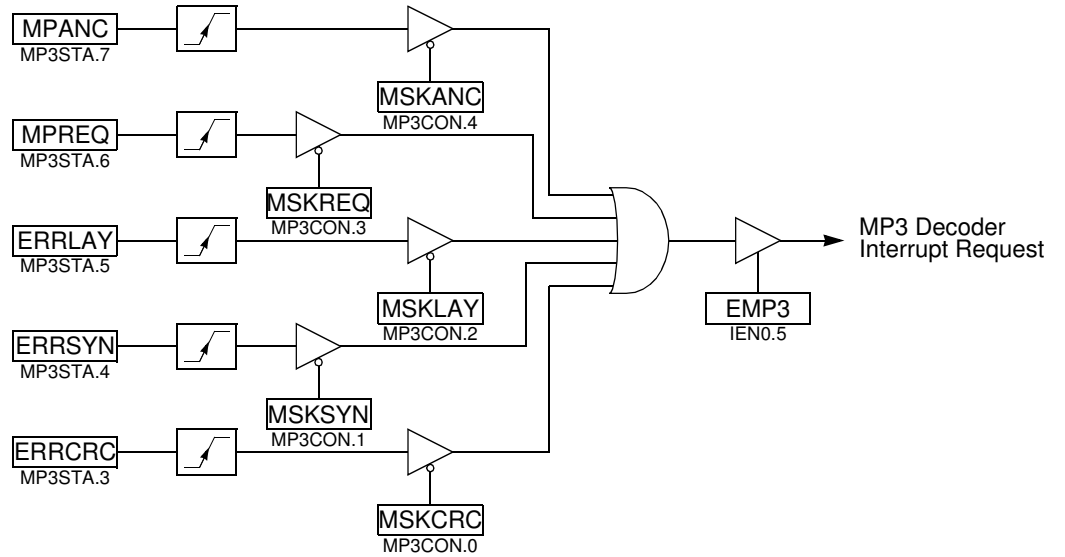 MPANC
MP3STA.7
MSKANC
MP3CON.4
MPREQ
MP3STA.6
MSKREQ
MP3CON.3
ERRLAY
MP3STA.5
MSKLAY
MP3CON.2
ERRSYN
MP3STA.4
MSKSYN
MP3CON.1
ERRCRC
MP3STA.3
MSKCRC
MP3CON.0
EMP3
IEN0.5
MP3 Decoder
Interrupt Request